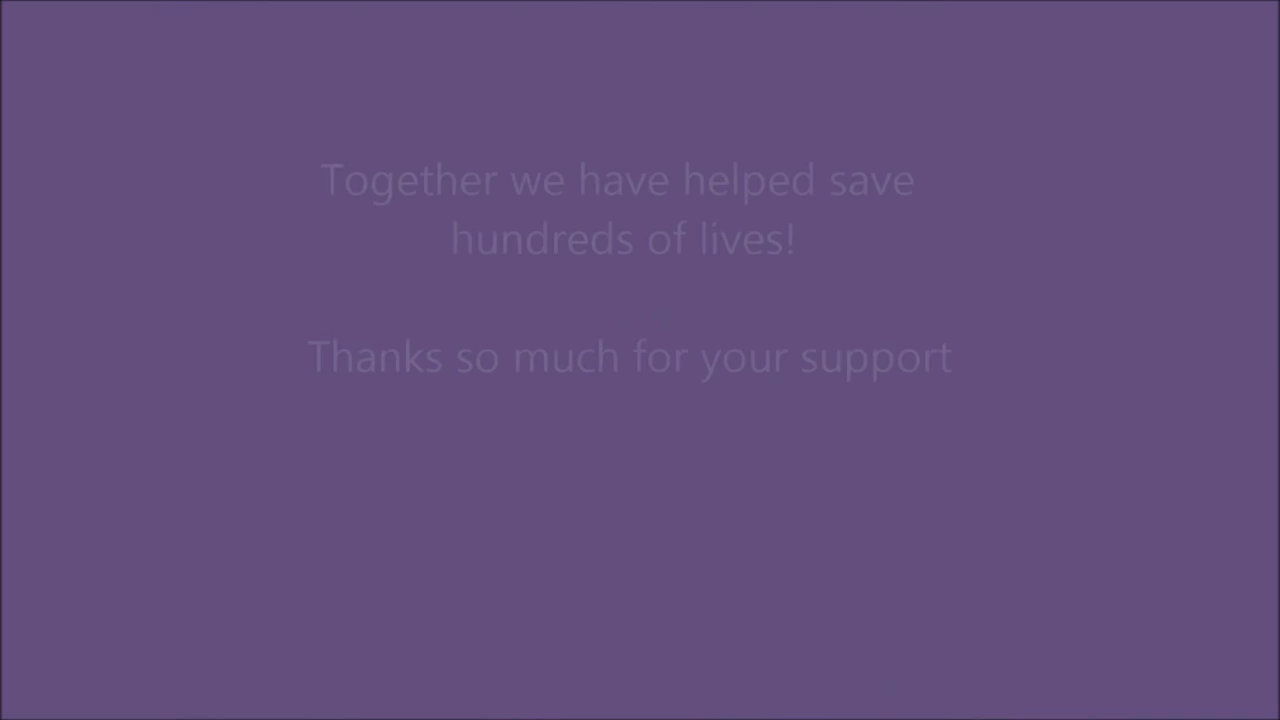 Together we have helped save
hundreds of lives!
Thanks so much for your support